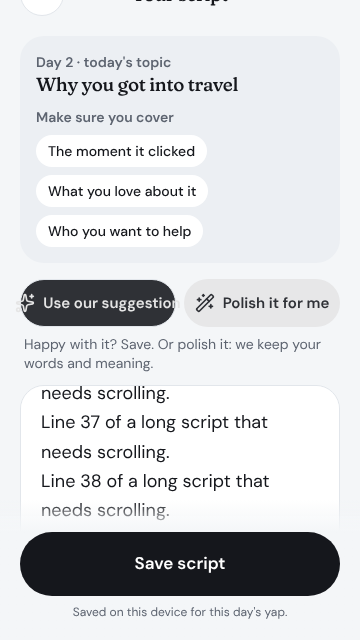 Your script
Day 2 · today's topic
Why you got into travel
Make sure you cover
The moment it clicked
What you love about it
Who you want to help
Use our suggestion
Polish it for me
Happy with it? Save. Or polish it: we keep your
words and meaning.
needs scrolling.
Line 37 of a long script that
needs scrolling.
Line 38 of a long script that
needs scrolling.
Save script
Saved on this device for this day's yap.